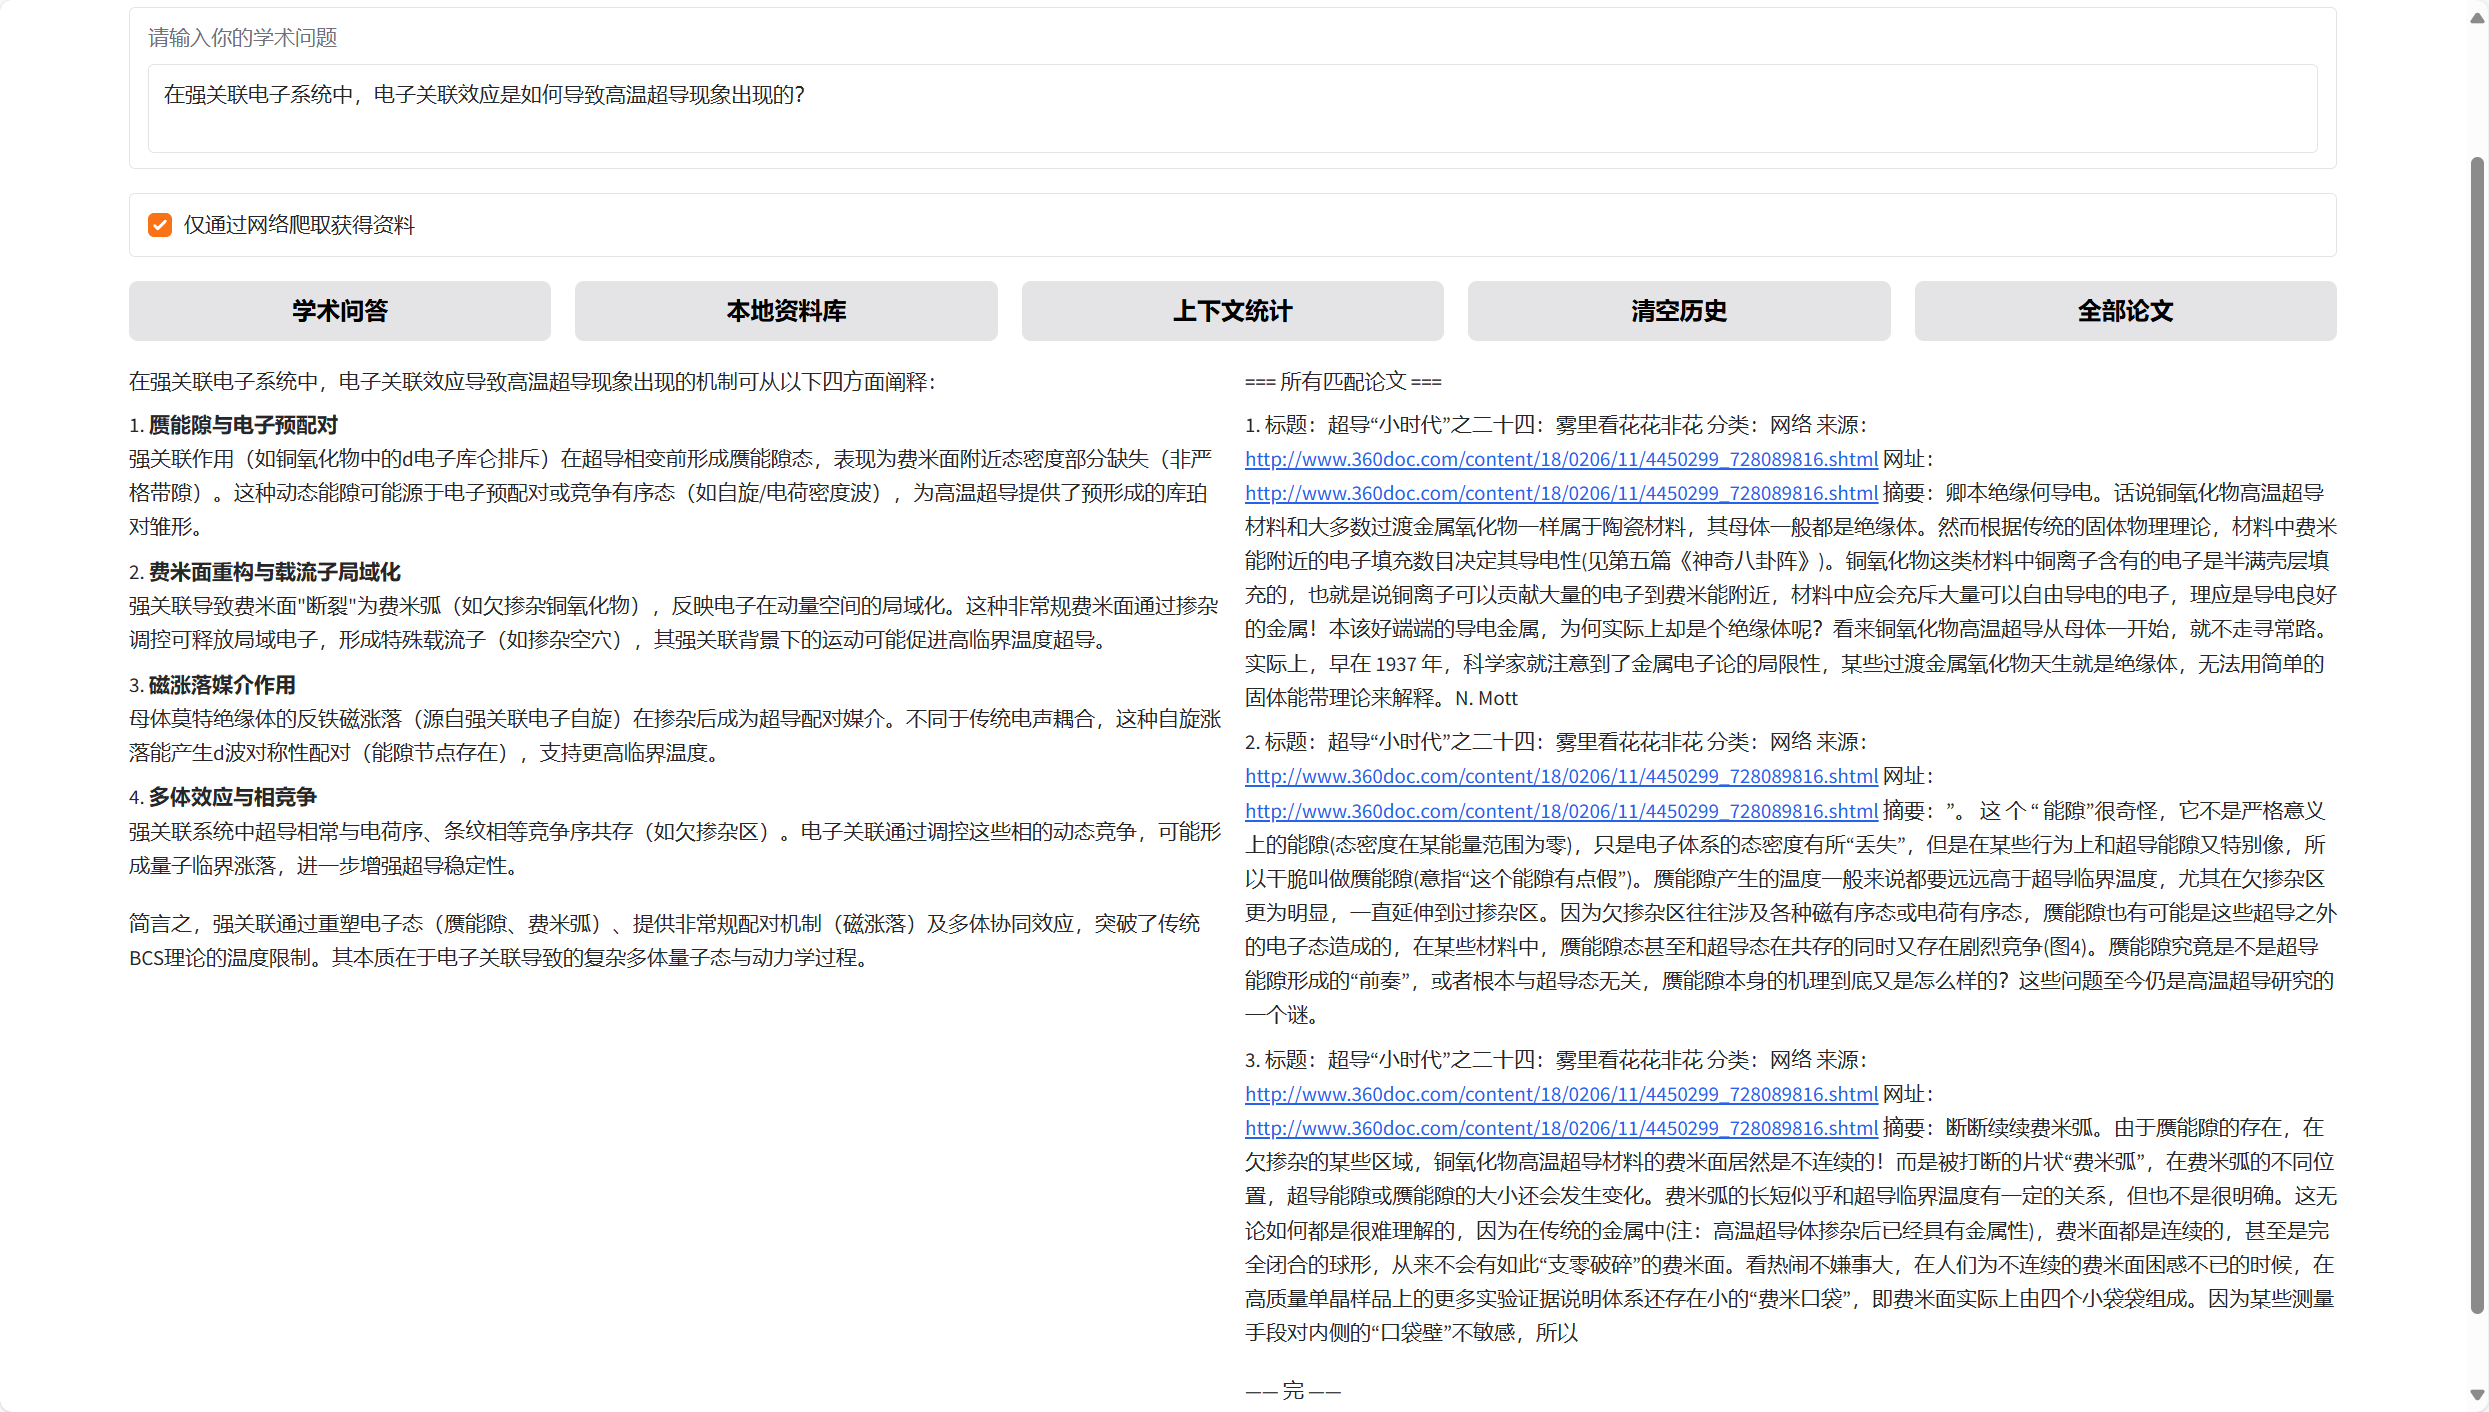 请输入你的学术问题
在强关联电子系统中，电子关联效应是如何导致高温超导现象出现的？
仅通过网络爬取获得资料
学术问答
本地资料库
上下文统计
清空历史
全部论文
在强关联电子系统中，电子关联效应导致高温超导现象出现的机制可从以下四方面阐释：
1. 赝能隙与电子预配对
强关联作用（如铜氧化物中的d电子库仑排斥）在超导相变前形成赝能隙态，表现为费米面附近态密度部分缺失（非严
格带隙）。这种动态能隙可能源于电子预配对或竞争有序态（如自旋/电荷密度波），为高温超导提供了预形成的库珀
对雏形。
2. 费米面重构与载流子局域化
强关联导致费米面"断裂"为费米弧（如欠掺杂铜氧化物），反映电子在动量空间的局域化。这种非常规费米面通过掺杂
调控可释放局域电子，形成特殊载流子（如掺杂空穴），其强关联背景下的运动可能促进高临界温度超导。
3. 磁涨落媒介作用
母体莫特绝缘体的反铁磁涨落（源自强关联电子自旋）在掺杂后成为超导配对媒介。不同于传统电声耦合，这种自旋涨
落能产生d波对称性配对（能隙节点存在），支持更高临界温度。
4. 多体效应与相竞争
强关联系统中超导相常与电荷序、条纹相等竞争序共存（如欠掺杂区）。电子关联通过调控这些相的动态竞争，可能形
成量子临界涨落，进一步增强超导稳定性。
简言之，强关联通过重塑电子态（赝能隙、费米弧）、提供非常规配对机制（磁涨落）及多体协同效应，突破了传统
BCS理论的温度限制。其本质在于电子关联导致的复杂多体量子态与动力学过程。
=== 所有匹配论文 ===
1. 标题：超导“小时代”之二十四：雾里看花花非花 分类：网络 来源：
http://www.360doc.com/content/18/0206/11/4450299_728089816.shtml 网址：
http://www.360doc.com/content/18/0206/11/4450299_728089816.shtml 摘要：卿本绝缘何导电。话说铜氧化物高温超导
材料和大多数过渡金属氧化物一样属于陶瓷材料，其母体一般都是绝缘体。然而根据传统的固体物理理论，材料中费米
能附近的电子填充数目决定其导电性(见第五篇《神奇八卦阵》)。铜氧化物这类材料中铜离子含有的电子是半满壳层填
充的，也就是说铜离子可以贡献大量的电子到费米能附近，材料中应会充斥大量可以自由导电的电子，理应是导电良好
的金属！本该好端端的导电金属，为何实际上却是个绝缘体呢？看来铜氧化物高温超导从母体一开始，就不走寻常路。
实际上，早在 1937 年，科学家就注意到了金属电子论的局限性，某些过渡金属氧化物天生就是绝缘体，无法用简单的
固体能带理论来解释。N. Mott
2. 标题：超导“小时代”之二十四：雾里看花花非花 分类：网络 来源：
http://www.360doc.com/content/18/0206/11/4450299_728089816.shtml 网址：
http://www.360doc.com/content/18/0206/11/4450299_728089816.shtml 摘要：”。 这 个 “ 能隙”很奇怪，它不是严格意义
上的能隙(态密度在某能量范围为零)，只是电子体系的态密度有所“丢失”，但是在某些行为上和超导能隙又特别像，所
以干脆叫做赝能隙(意指“这个能隙有点假”)。赝能隙产生的温度一般来说都要远远高于超导临界温度，尤其在欠掺杂区
更为明显，一直延伸到过掺杂区。因为欠掺杂区往往涉及各种磁有序态或电荷有序态，赝能隙也有可能是这些超导之外
的电子态造成的，在某些材料中，赝能隙态甚至和超导态在共存的同时又存在剧烈竞争(图4)。赝能隙究竟是不是超导
能隙形成的“前奏”，或者根本与超导态无关，赝能隙本身的机理到底又是怎么样的？这些问题至今仍是高温超导研究的
一个谜。
3. 标题：超导“小时代”之二十四：雾里看花花非花 分类：网络 来源：
http://www.360doc.com/content/18/0206/11/4450299_728089816.shtml 网址：
http://www.360doc.com/content/18/0206/11/4450299_728089816.shtml 摘要：断断续续费米弧。由于赝能隙的存在，在
欠掺杂的某些区域，铜氧化物高温超导材料的费米面居然是不连续的！而是被打断的片状“费米弧”，在费米弧的不同位
置，超导能隙或赝能隙的大小还会发生变化。费米弧的长短似乎和超导临界温度有一定的关系，但也不是很明确。这无
论如何都是很难理解的，因为在传统的金属中(注：高温超导体掺杂后已经具有金属性)，费米面都是连续的，甚至是完
全闭合的球形，从来不会有如此“支零破碎”的费米面。看热闹不嫌事大，在人们为不连续的费米面困惑不已的时候，在
高质量单晶样品上的更多实验证据说明体系还存在小的“费米口袋”，即费米面实际上由四个小袋袋组成。因为某些测量
手段对内侧的“口袋壁”不敏感，所以
—— 完 ——